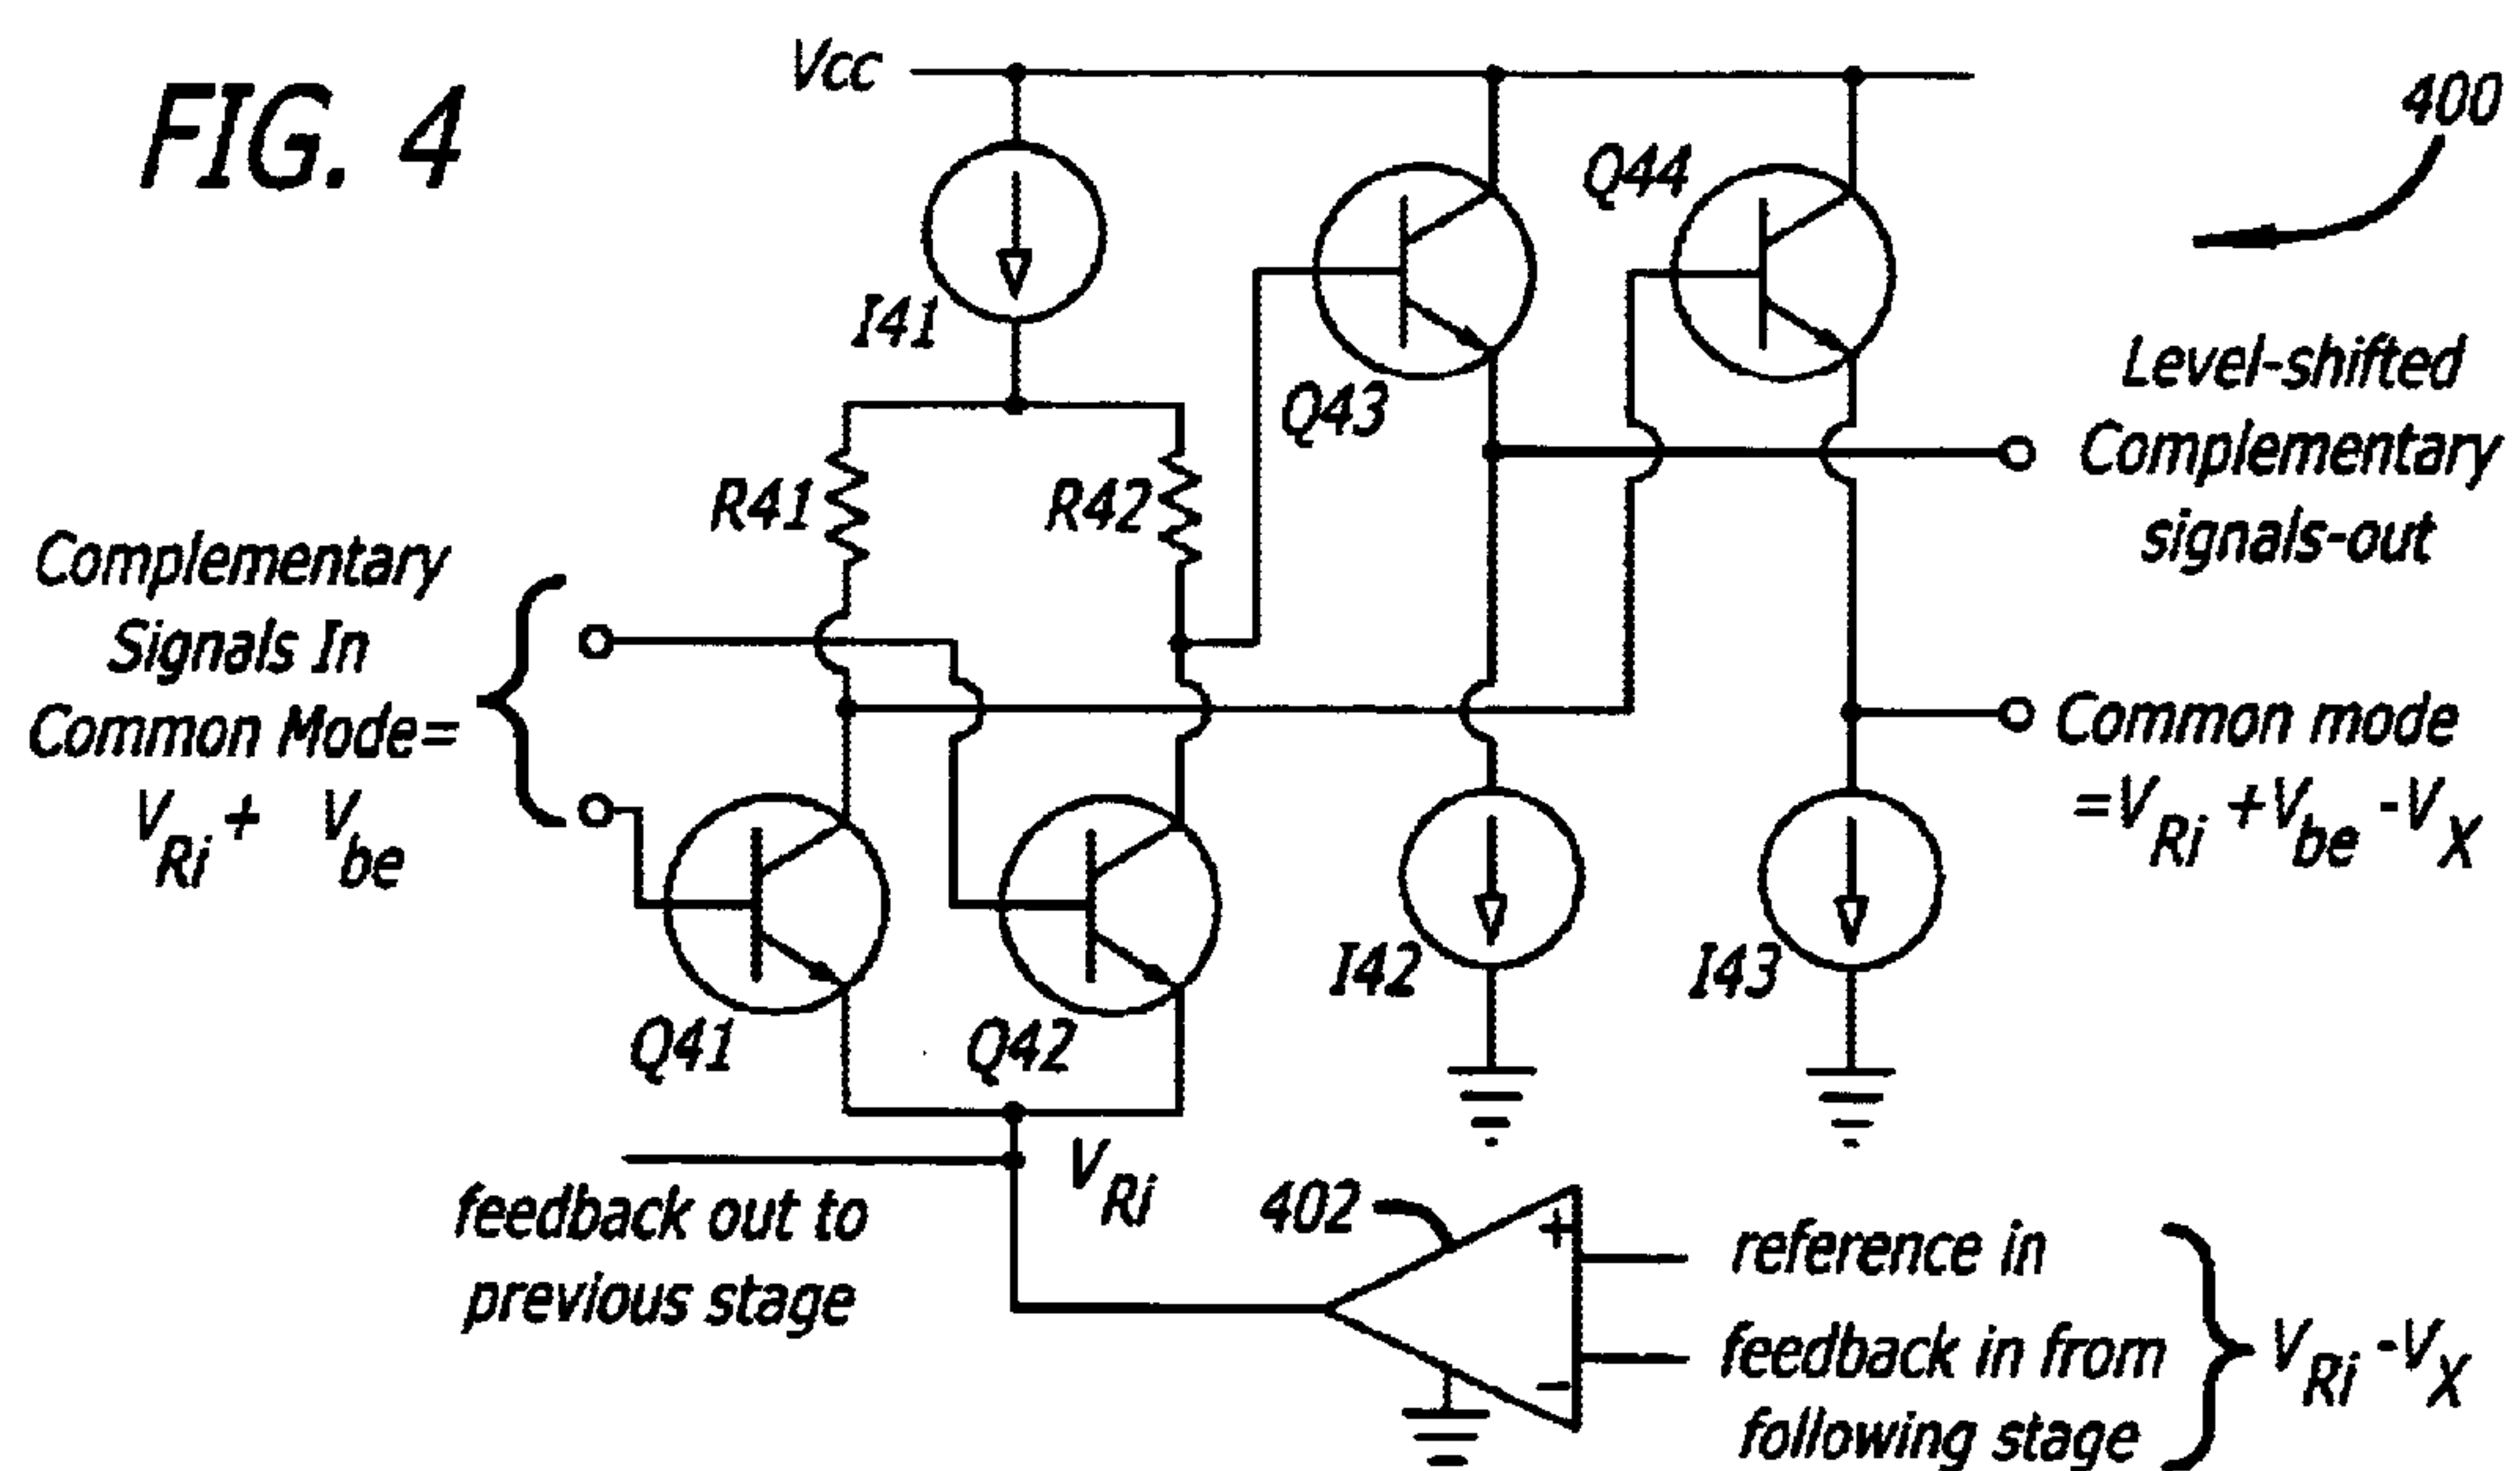 FIG. 4
Vcc
400
I41
Q43
Q44
R41
R42
Level-shifted
Complementary
signals-out
Complementary
Signals In
Common Mode=
VRi + Vbe
Common mode
=VRi +Vbe -VX
Q41
Q42
I42
I43
VRi
feedback out to
previous stage
402
+
-
reference in
feedback in from
following stage
VRi -VX